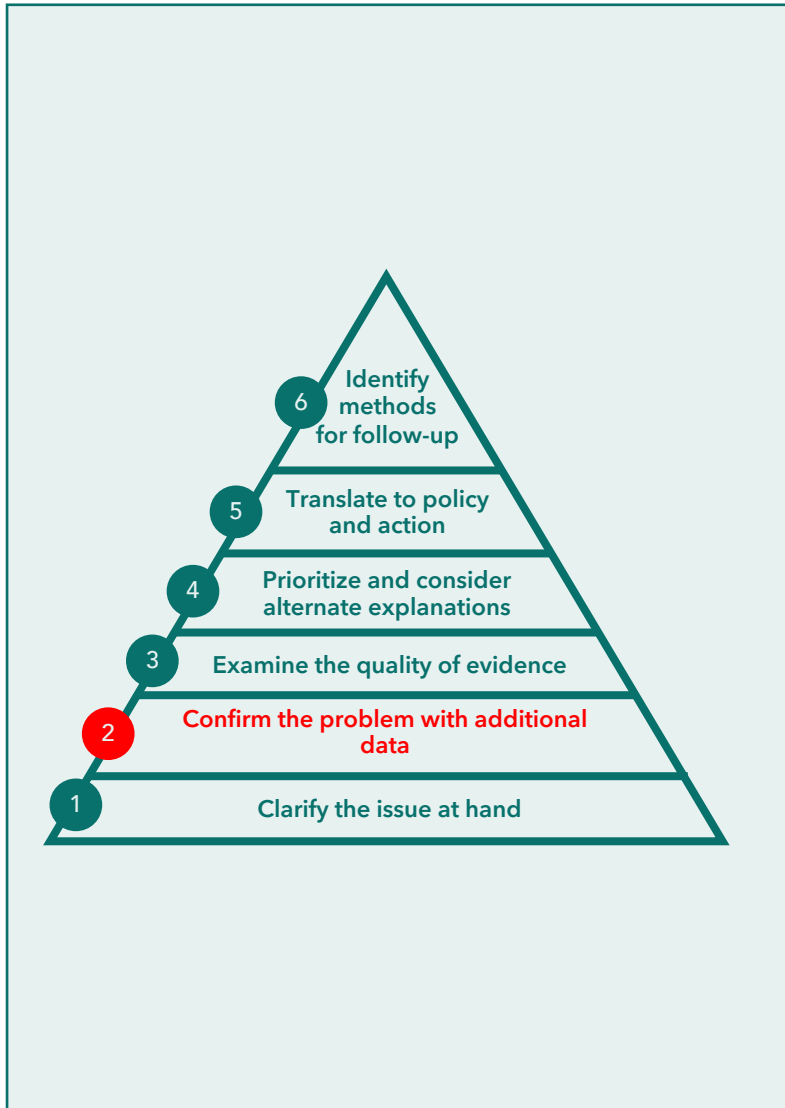 6
Identify
methods
for follow-up
5
Translate to policy
and action
4
Prioritize and consider
alternate explanations
3
Examine the quality of evidence
2
Confirm the problem with additional
data
1
Clarify the issue at hand